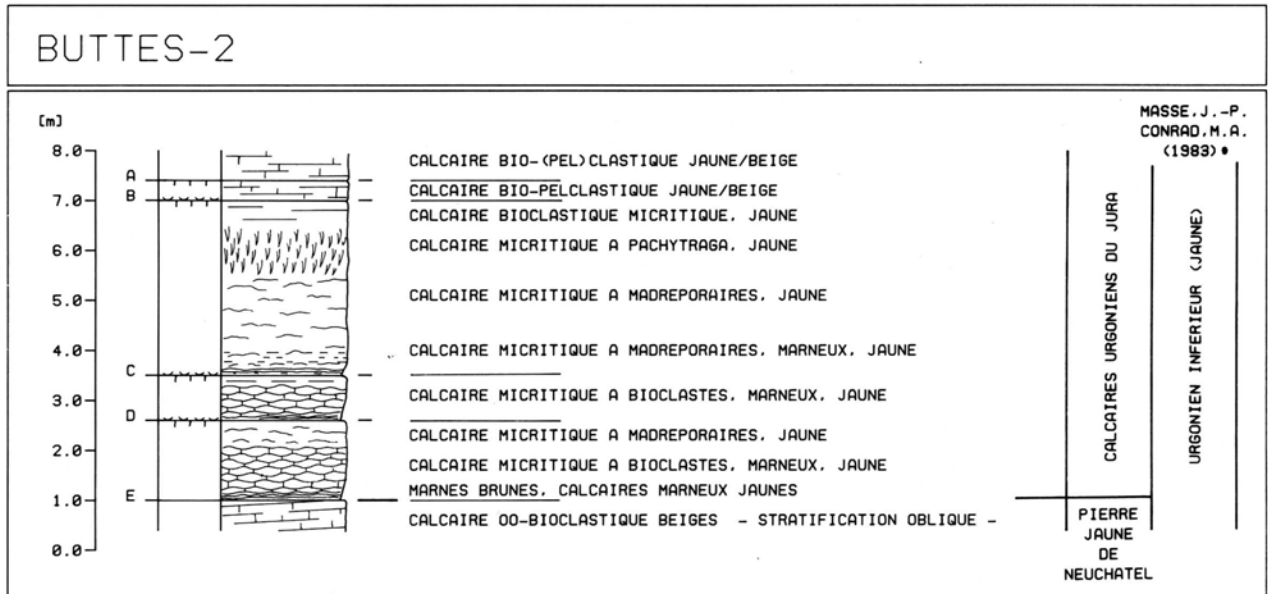 BUTTES-2
[m]
MASSE,J.-P.
CONRAD,M.A.
(1983)•
8.0
CALCAIRE BIO-(PEL)CLASTIQUE JAUNE/BEIGE
A
CALCAIRE BIO-PELCLASTIQUE JAUNE/BEIGE
B
7.0
CALCAIRE BIOCLASTIQUE MICRITIQUE, JAUNE
6.0
CALCAIRE MICRITIQUE A PACHYTRAGA, JAUNE
5.0
CALCAIRE MICRITIQUE A MADREPORAIRES, JAUNE
4.0
CALCAIRE MICRITIQUE A MADREPORAIRES, MARNEUX, JAUNE
C
3.0
CALCAIRE MICRITIQUE A BIOCLASTES, MARNEUX, JAUNE
D
CALCAIRE MICRITIQUE A MADREPORAIRES, JAUNE
2.0
CALCAIRE MICRITIQUE A BIOCLASTES, MARNEUX, JAUNE
MARNES BRUNES, CALCAIRES MARNEUX JAUNES
E
1.0
CALCAIRE OO-BIOCLASTIQUE BEIGES - STRATIFICATION OBLIQUE -
0.0
CALCAIRES URGONIENS DU JURA
URGONIEN INFERIEUR (JAUNE)
PIERRE
JAUNE
DE
NEUCHATEL